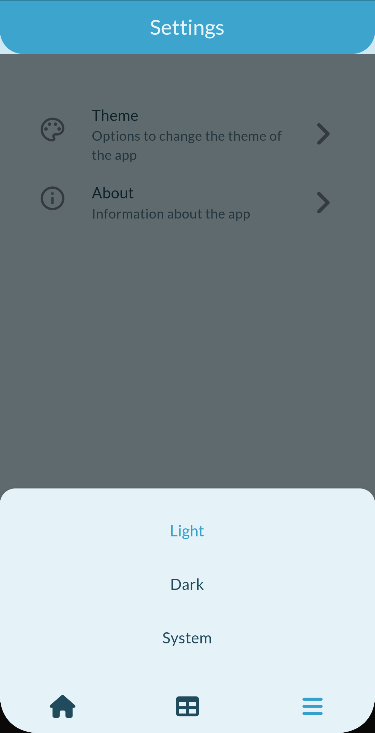 Settings
Theme
Options to change the theme of
the app
About
Information about the app
Light
Dark
System